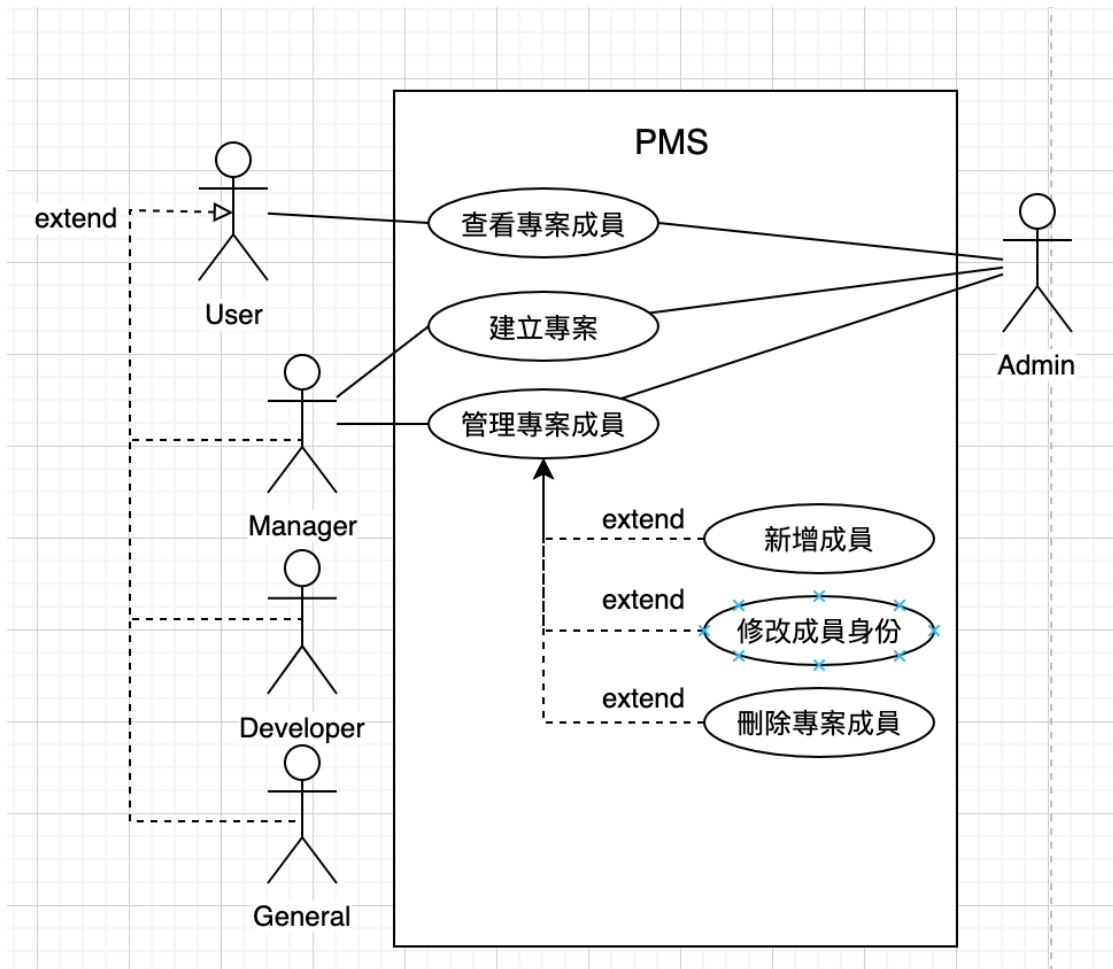 PMS
查看專案成員
extend
User
建立專案
Admin
管理專案成員
Manager
extend
新增成員
extend
修改成員身份
extend
刪除專案成員
Developer
General